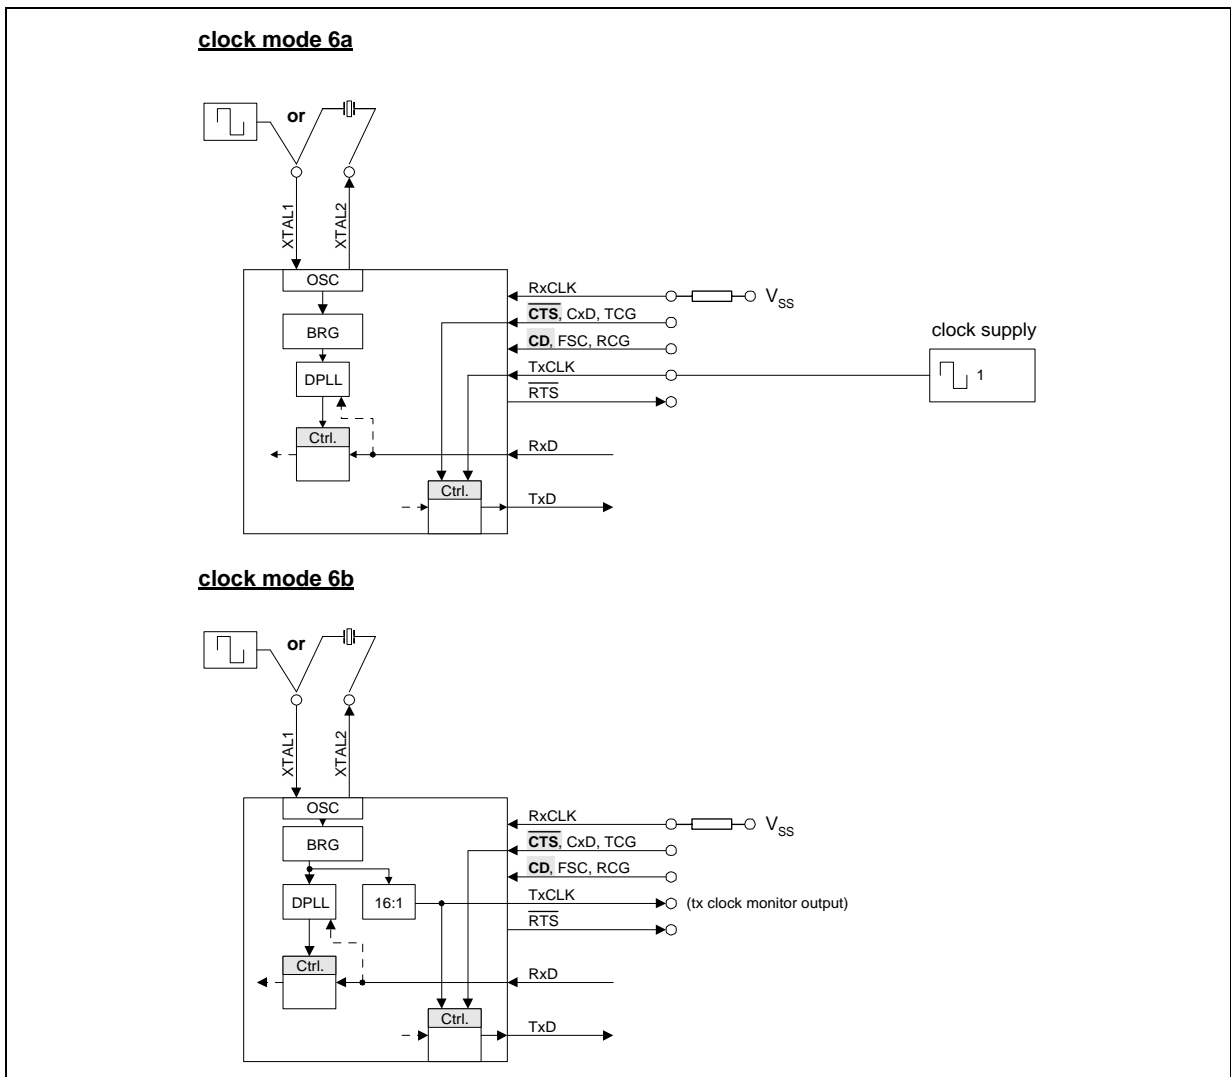 clock mode 6a
or
XTAL1
XTAL2
OSC
RxCLK
VSS
CTS, CxD, TCG
BRG
CD, FSC, RCG
clock supply
TxCLK
1
DPLL
RTS
Ctrl.
RxD
Ctrl.
TxD
clock mode 6b
or
XTAL1
XTAL2
OSC
RxCLK
VSS
BRG
CTS, CxD, TCG
CD, FSC, RCG
DPLL
16:1
TxCLK
(tx clock monitor output)
RTS
Ctrl.
RxD
Ctrl.
TxD